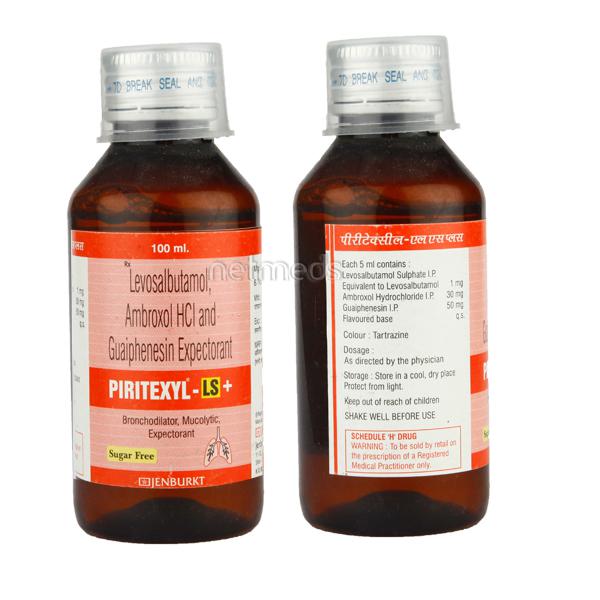 TO BREAK SEAL AND
100 ml.
Rx
Levosalbutamol,
Ambroxol HCl and
Guaiphenesin Expectorant
PIRITEXYL®-LS+
Bronchodilator, Mucolytic,
Expectorant
Sugar Free
JENBURKT
netmeds
TO BREAK SEAL AND
पीरीटेक्सील-एलएसप्लस
Each 5 ml contains :
Levosalbutamol Sulphate I.P.
Equivalent to Levosalbutamol 1 mg
Ambroxol Hydrochloride I.P. 30 mg
Guaiphenesin I.P. 50 mg
Flavoured base q.s.
Colour : Tartrazine
Dosage :
As directed by the physician
Storage : Store in a cool, dry place
Protect from light.
Keep out of reach of children
SHAKE WELL BEFORE USE
SCHEDULE 'H' DRUG
WARNING : To be sold by retail on
the prescription of a Registered
Medical Practitioner only.